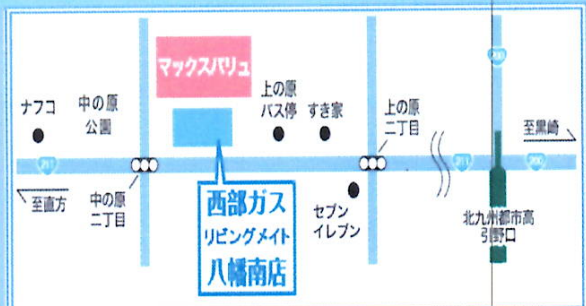 マックスバリュ
ナフコ
中の原
公園
上の原
バス停
すき家
上の原
二丁目
200
至黒崎
211
211
200
至直方
中の原
二丁目
西部ガス
リビングメイト
八幡南店
セブン
イレブン
北九州都市高
引野口